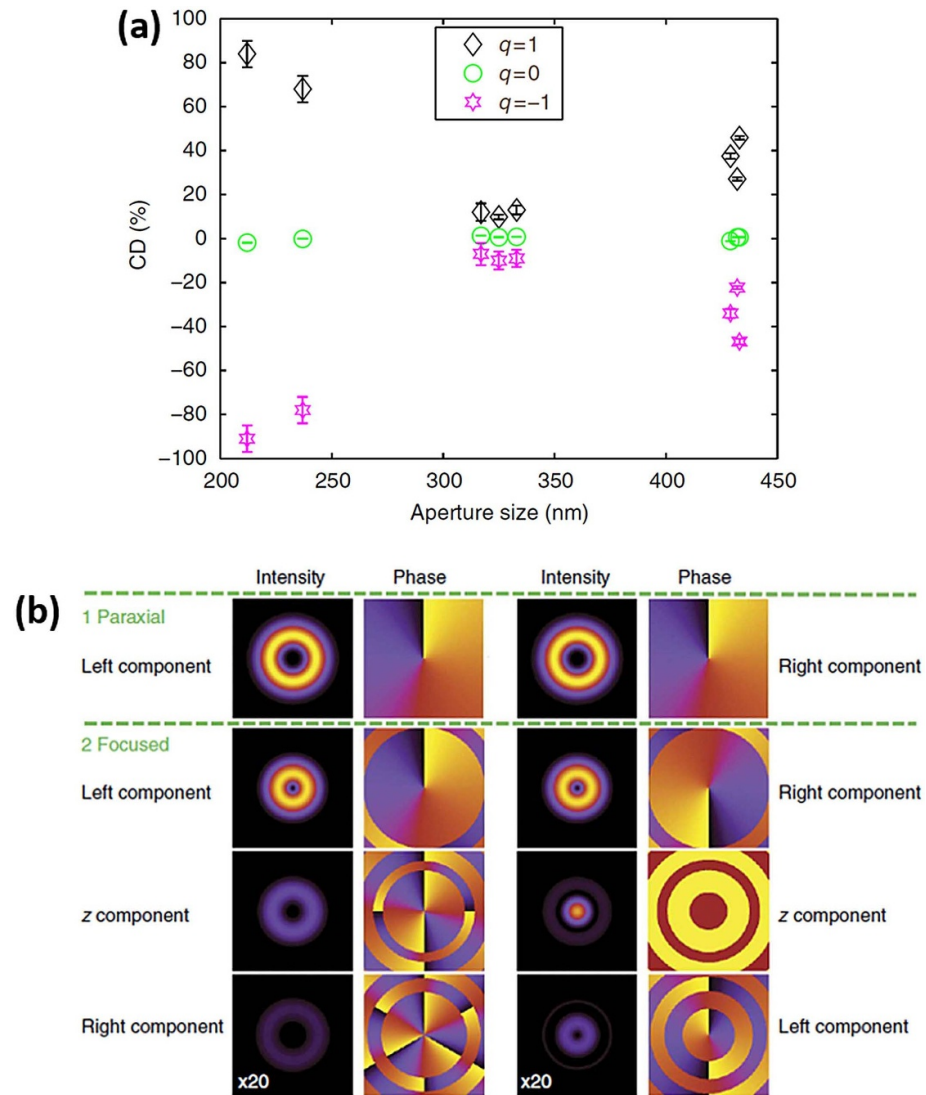 (a)
100
80
60
40
20
0
−20
−40
−60
−80
−100
CD (%)
q=1
q=0
q=−1
200
250
300
350
400
450
Aperture size (nm)
(b)
Intensity Phase Intensity Phase
1 Paraxial
Left component Right component
2 Focused
Left component Right component
z component z component
Right component Left component
x20 x20